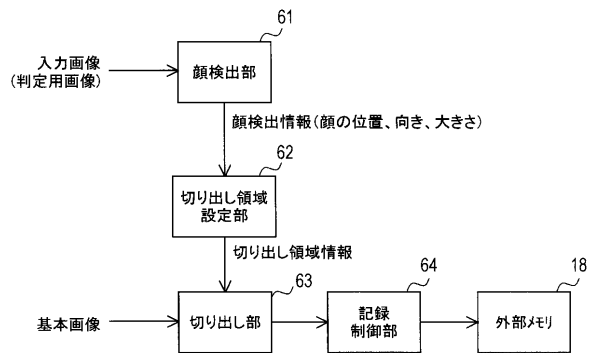 61
入力画像
(判定用画像)
顔検出部
顔検出情報(顔の位置、向き、大きさ)
62
切り出し領域
設定部
切り出し領域情報
63
64
18
基本画像
切り出し部
記録
制御部
外部メモリ